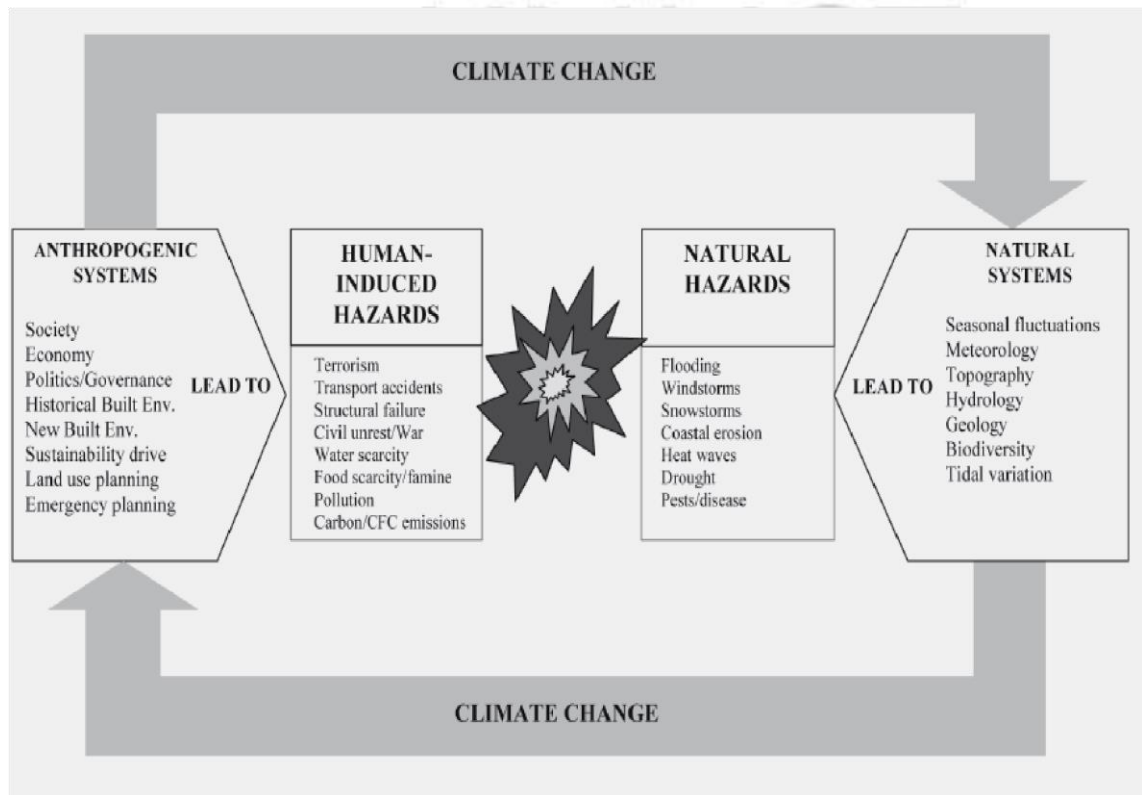 CLIMATE CHANGE
ANTHROPOGENIC
SYSTEMS
Society
Economy
Politics/Governance
Historical Built Env.
New Built Env.
Sustainability drive
Land use planning
Emergency planning
LEAD TO
HUMAN-
INDUCED
HAZARDS
Terrorism
Transport accidents
Structural failure
Civil unrest/War
Water scarcity
Food scarcity/famine
Pollution
Carbon/CFC emissions
NATURAL
HAZARDS
Flooding
Windstorms
Snowstorms
Coastal erosion
Heat waves
Drought
Pests/disease
LEAD TO
NATURAL
SYSTEMS
Seasonal fluctuations
Meteorology
Topography
Hydrology
Geology
Biodiversity
Tidal variation
CLIMATE CHANGE